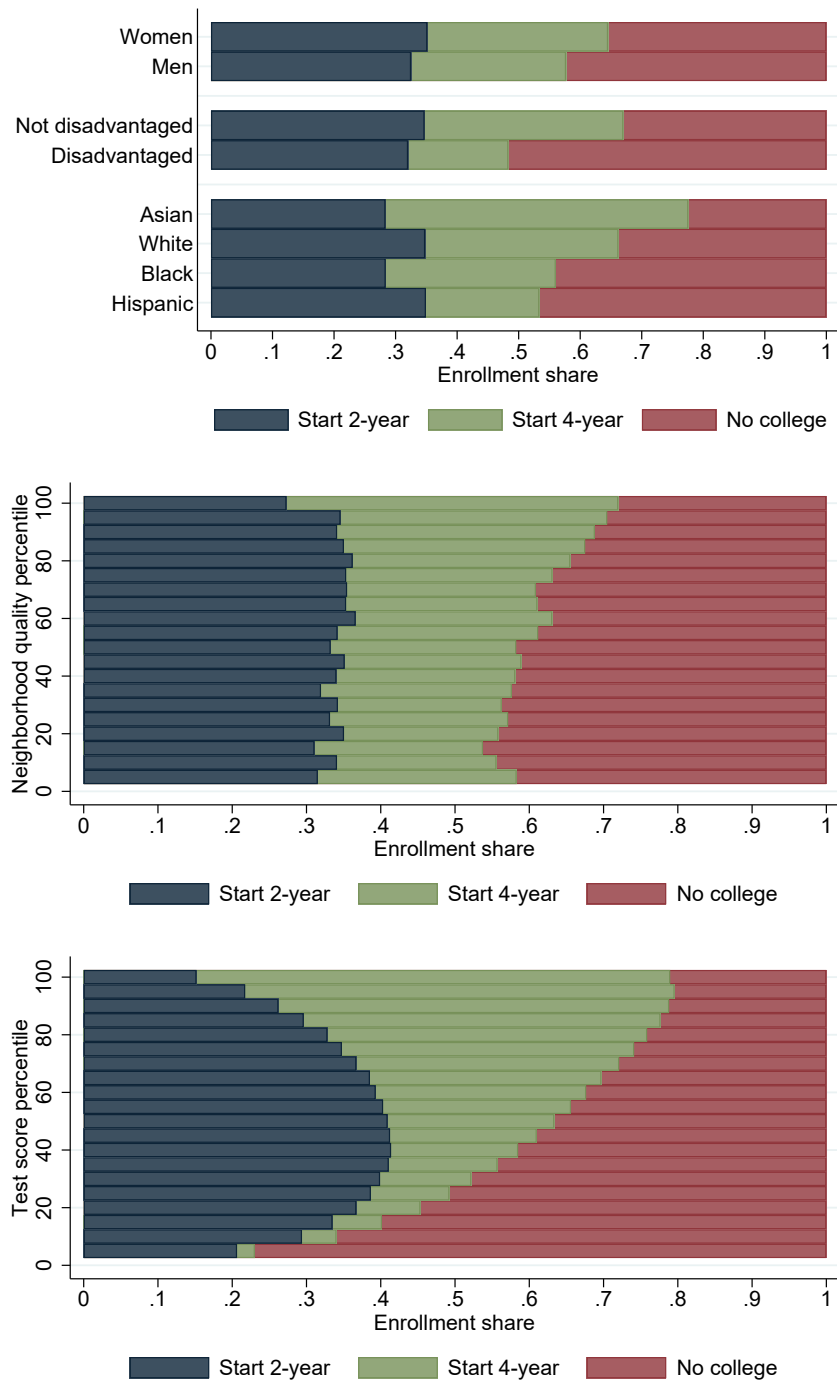 Women
Men
Not disadvantaged
Disadvantaged
Asian
White
Black
Hispanic
0 .1 .2 .3 .4 .5 .6 .7 .8 .9 1
Enrollment share
Start 2-year Start 4-year No college
Neighborhood quality percentile
100
80
60
40
20
0
0 .1 .2 .3 .4 .5 .6 .7 .8 .9 1
Enrollment share
Start 2-year Start 4-year No college
Test score percentile
100
80
60
40
20
0
0 .1 .2 .3 .4 .5 .6 .7 .8 .9 1
Enrollment share
Start 2-year Start 4-year No college